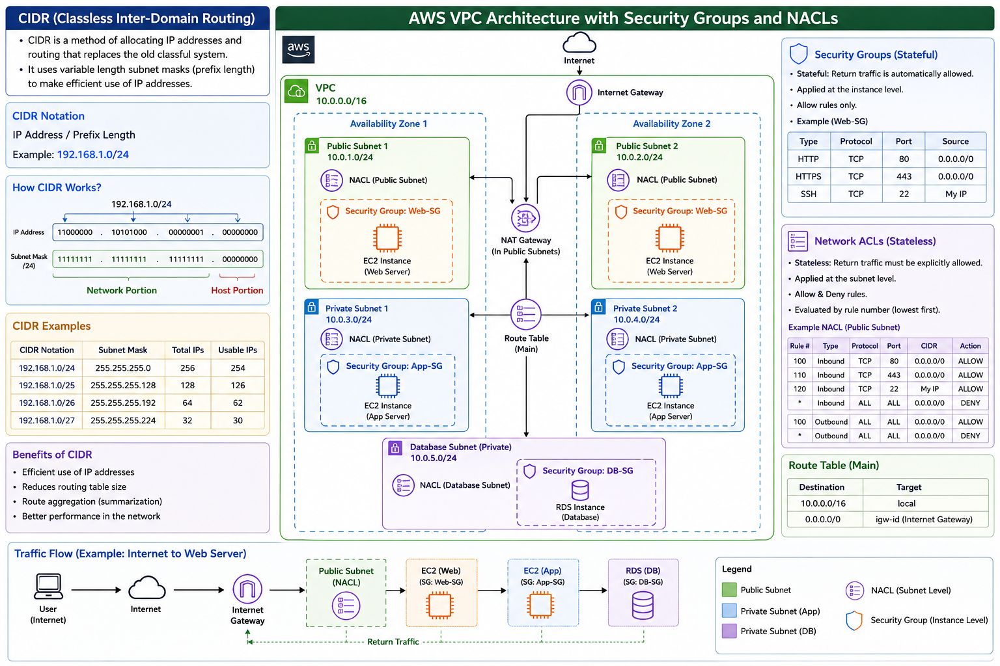 CIDR (Classless Inter-Domain Routing)
• CIDR is a method of allocating IP addresses and
routing that replaces the old classful system.
• It uses variable length subnet masks (prefix length)
to make efficient use of IP addresses.
CIDR Notation
IP Address / Prefix Length
Example: 192.168.1.0/24
How CIDR Works?
192.168.1.0/24
IP Address 11000000 . 10101000 . 00000001 . 00000000
Subnet Mask
/24)
11111111 . 11111111 . 11111111 . 00000000
Network Portion Host Portion
CIDR Examples
CIDR Notation Subnet Mask Total IPs Usable IPs
192.168.1.0/24 255.255.255.0 256 254
192.168.1.0/25 255.255.255.128 128 126
192.168.1.0/26 255.255.255.192 64 62
192.168.1.0/27 255.255.255.224 32 30
Benefits of CIDR
• Efficient use of IP addresses
• Reduces routing table size
• Route aggregation (summarization)
• Better performance in the network
AWS VPC Architecture with Security Groups and NACLs
aws
Internet
VPC
10.0.0.0/16
Internet Gateway
Availability Zone 1
Availability Zone 2
Public Subnet 1
10.0.1.0/24
NACL (Public Subnet)
Security Group: Web-SG
EC2 Instance
(Web Server)
Public Subnet 2
10.0.2.0/24
NACL (Public Subnet)
Security Group: Web-SG
EC2 Instance
(Web Server)
NAT Gateway
(In Public Subnets)
Private Subnet 1
10.0.3.0/24
NACL (Private Subnet)
Security Group: App-SG
EC2 Instance
(App Server)
Route Table
(Main)
Private Subnet 2
10.0.4.0/24
NACL (Private Subnet)
Security Group: App-SG
EC2 Instance
(App Server)
Database Subnet (Private)
10.0.5.0/24
NACL (Database Subnet)
Security Group: DB-SG
RDS Instance
(Database)
Security Groups (Stateful)
• Stateful: Return traffic is automatically allowed.
• Applied at the instance level.
• Allow rules only.
• Example (Web-SG)
Type Protocol Port Source
HTTP TCP 80 0.0.0.0/0
HTTPS TCP 443 0.0.0.0/0
SSH TCP 22 My IP
Network ACLs (Stateless)
• Stateless: Return traffic must be explicitly allowed.
• Applied at the subnet level.
• Allow & Deny rules.
• Evaluated by rule number (lowest first).
Example NACL (Public Subnet)
Rule # Type Protocol Port CIDR Action
100 Inbound TCP 80 0.0.0.0/0 ALLOW
110 Inbound TCP 443 0.0.0.0/0 ALLOW
120 Inbound TCP 22 My IP ALLOW
* Inbound ALL ALL 0.0.0.0/0 DENY
100 Outbound ALL ALL 0.0.0.0/0 ALLOW
* Outbound ALL ALL 0.0.0.0/0 DENY
Route Table (Main)
Destination Target
10.0.0.0/16 local
0.0.0.0/0 igw-id (Internet Gateway)
Traffic Flow (Example: Internet to Web Server)
User
(Internet)
Internet
Internet
Gateway
Public Subnet
(NACL)
EC2 (Web)
(SG: Web-SG)
EC2 (App)
(SG: App-SG)
RDS (DB)
(SG: DB-SG)
Return Traffic
Legend
Public Subnet
Private Subnet (App)
Private Subnet (DB)
NACL (Subnet Level)
Security Group (Instance Level)